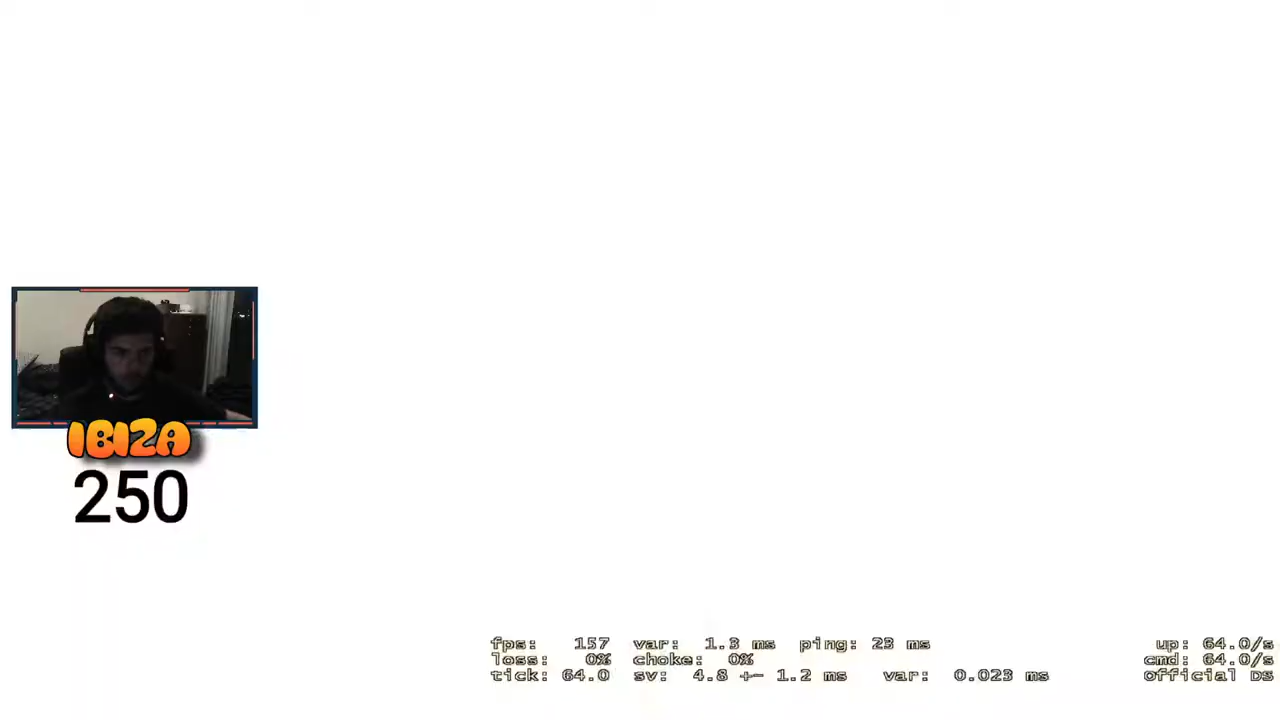 IBIZA
250
fps: 157 var: 1.3 ms ping: 23 ms up: 64.0/s
loss: 0% choke: 0% cmd: 64.0/s
tick: 64.0 sv: 4.8 +- 1.2 ms var: 0.023 ms official DS